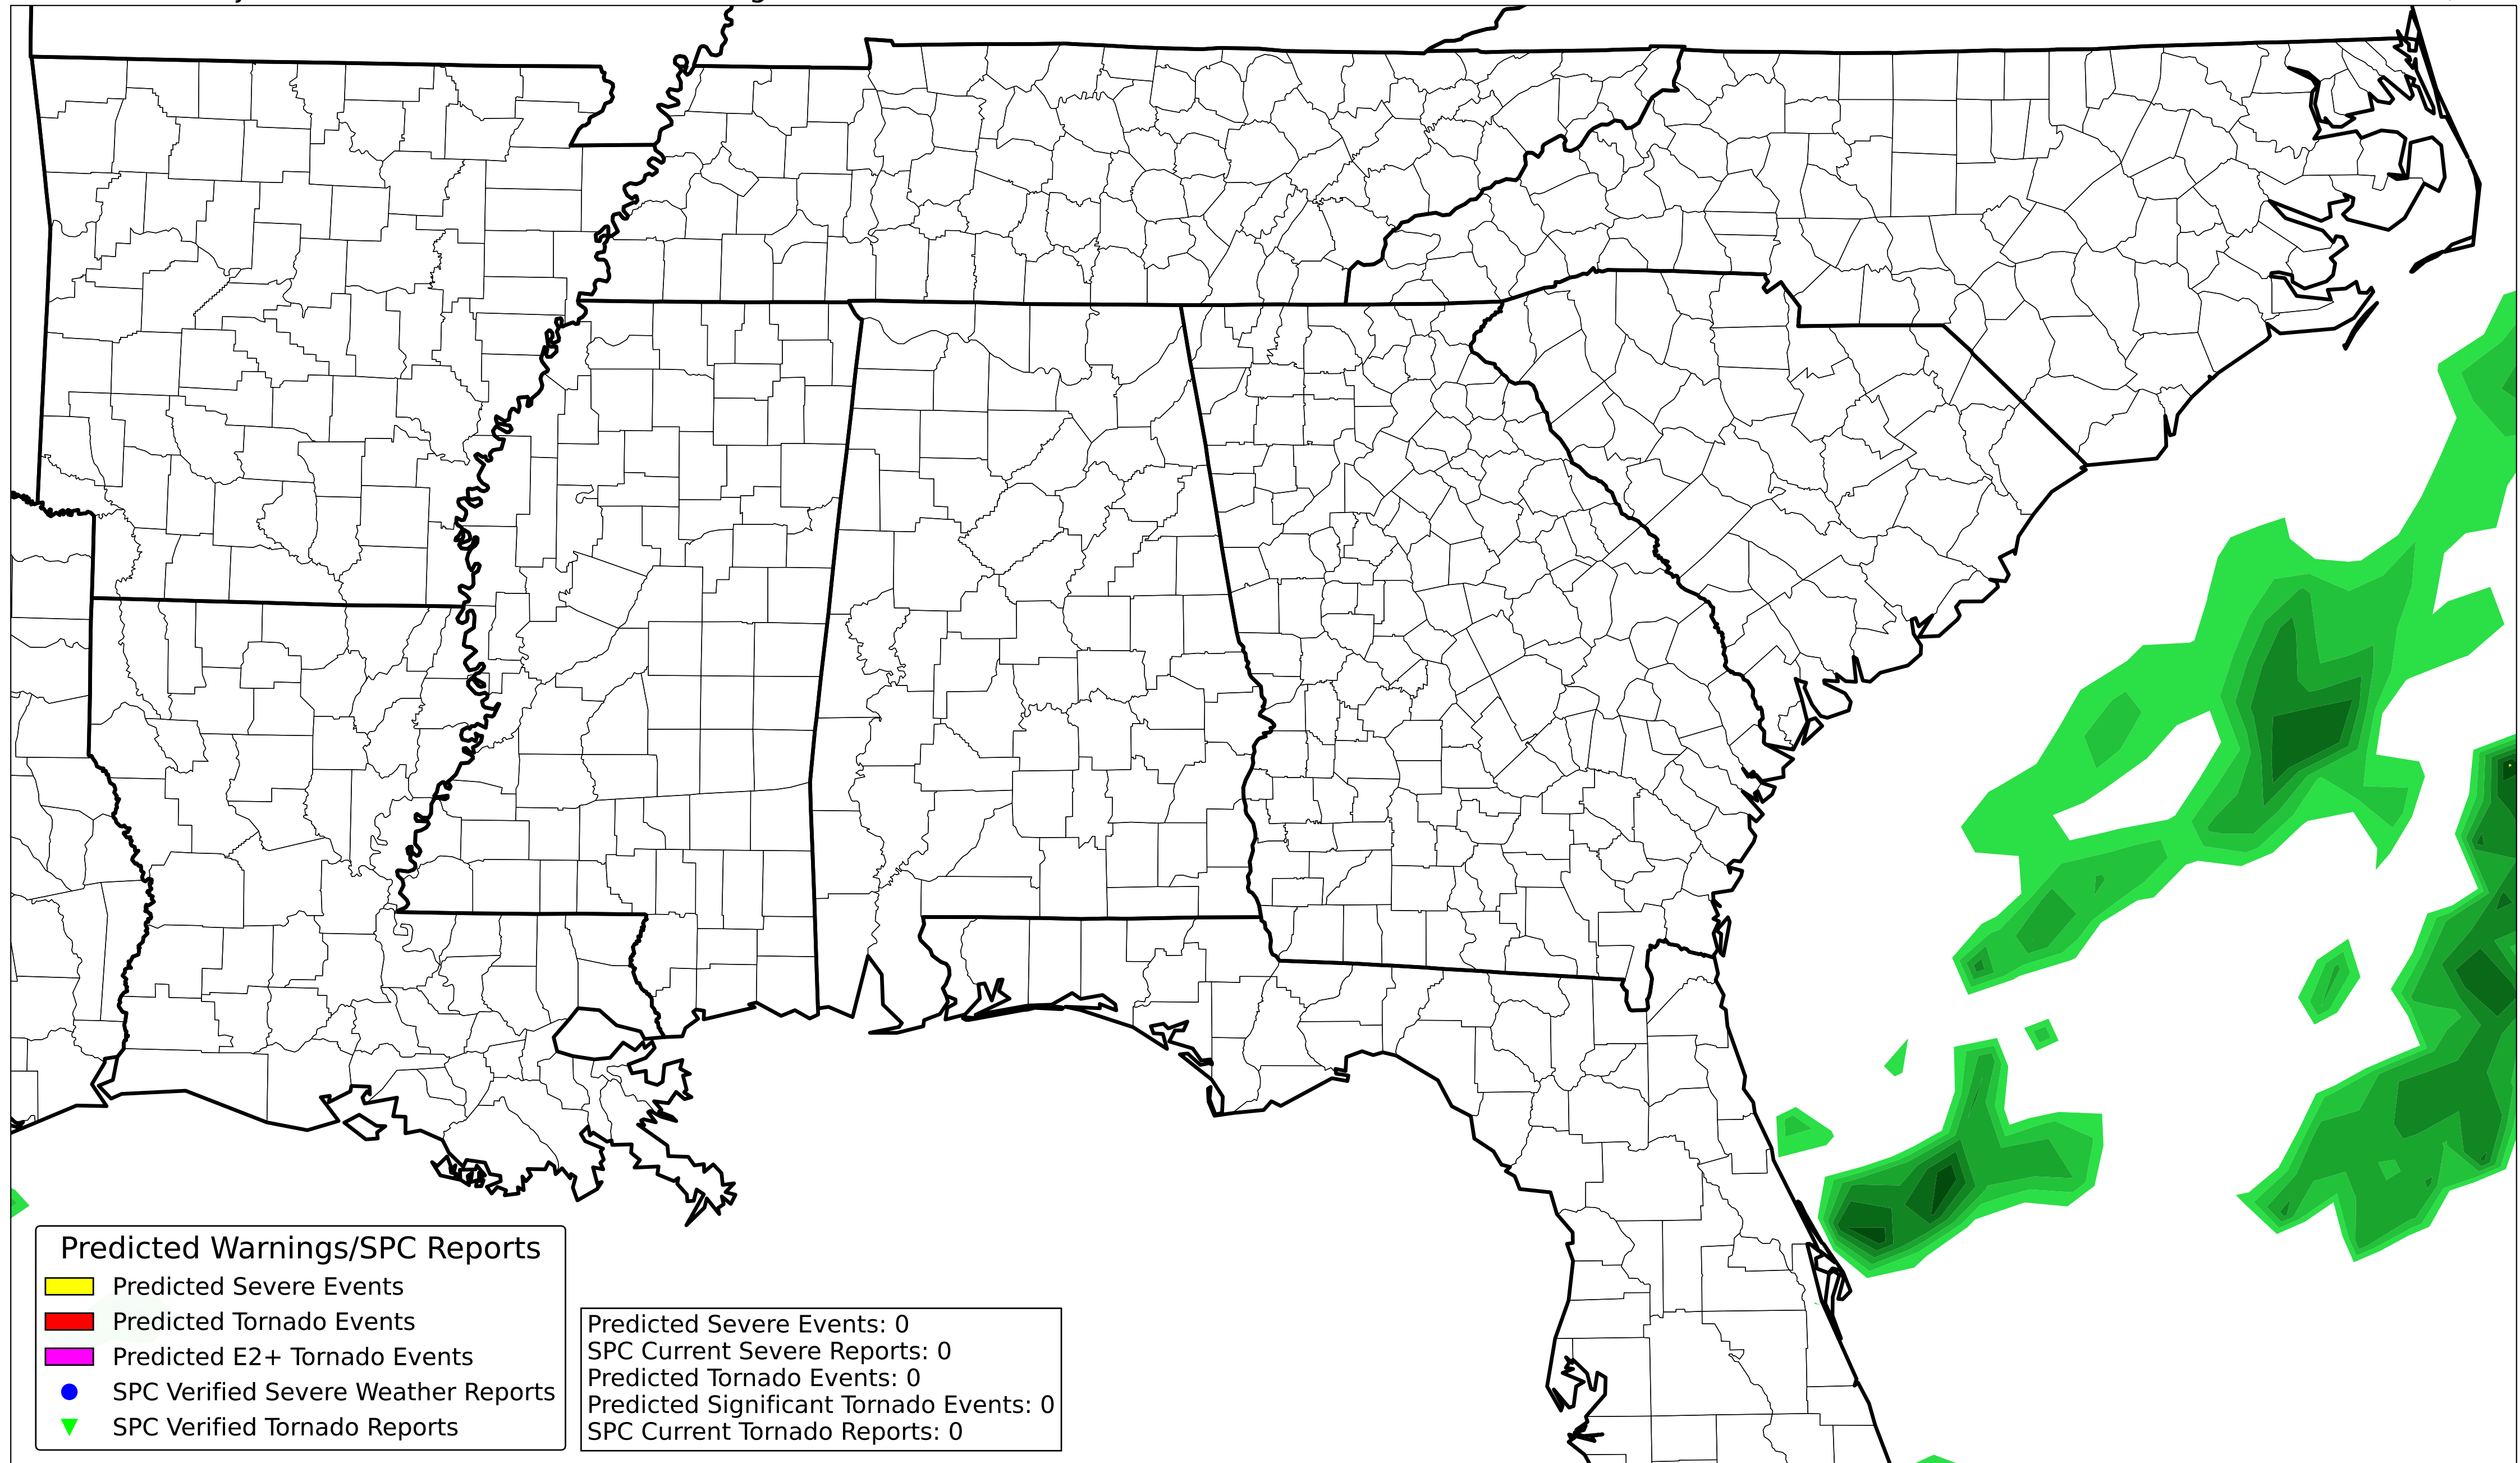 Predicted Warnings/SPC Reports
Predicted Severe Events
Predicted Tornado Events
Predicted E2+ Tornado Events
SPC Verified Severe Weather Reports
SPC Verified Tornado Reports
Predicted Severe Events: 0
SPC Current Severe Reports: 0
Predicted Tornado Events: 0
Predicted Significant Tornado Events: 0
SPC Current Tornado Reports: 0